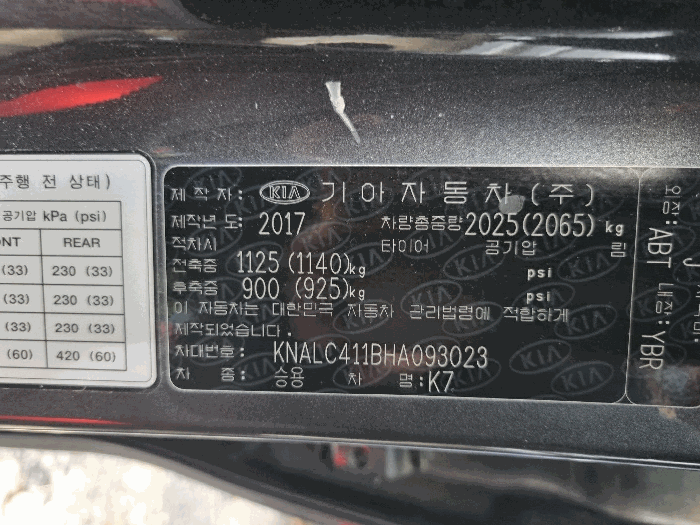 주행 전 상태)
공기압 kPa (psi)
NT REAR
(33) 230 (33)
(33) 230 (33)
(33) 230 (33)
(60) 420 (60)
제 작 자: KIA 기 아 자 동 차 (주)
제작년 도: 2017 차량총중량 2025(2065) kg
적차시 타이어 공기압 림
전축중 1125 (1140)kg psi
후축중 900 (925)kg psi
이 자동차는 대한민국 자동차 관리법령에 적합하게
제작되었습니다.
차대번호: KNALC411BHA093023
차 종: 승용 차 명:K7
외장:ABT 내장:YBR